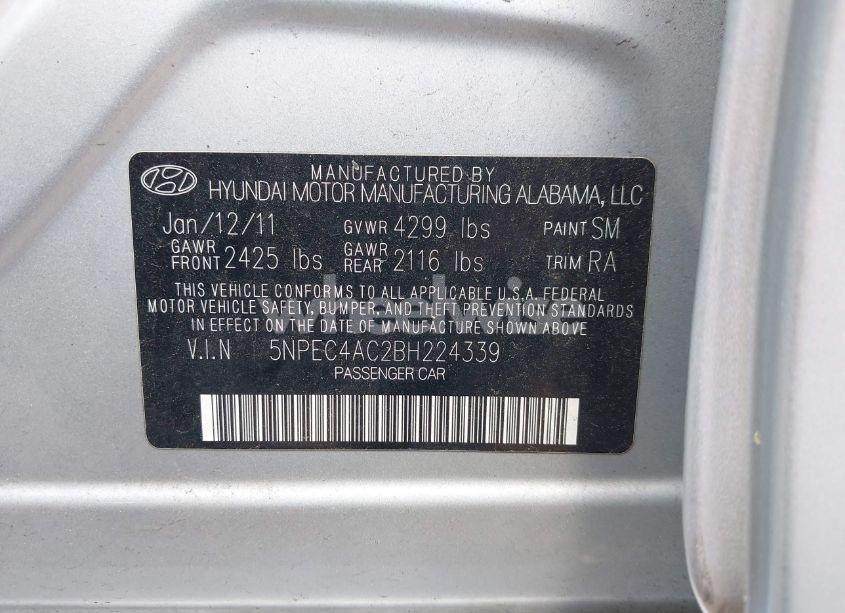 MANUFACTURED BY
HYUNDAI MOTOR MANUFACTURING ALABAMA, LLC
Jan/12/11 GVWR 4299 lbs PAINT SM
GAWR FRONT 2425 lbs GAWR REAR 2116 lbs TRIM RA
THIS VEHICLE CONFORMS TO ALL APPLICABLE U.S.A. FEDERAL
MOTOR VEHICLE SAFETY, BUMPER, AND THEFT PREVENTION STANDARDS
IN EFFECT ON THE DATE OF MANUFACTURE SHOWN ABOVE.
V.I.N 5NPEC4AC2BH224339
PASSENGER CAR